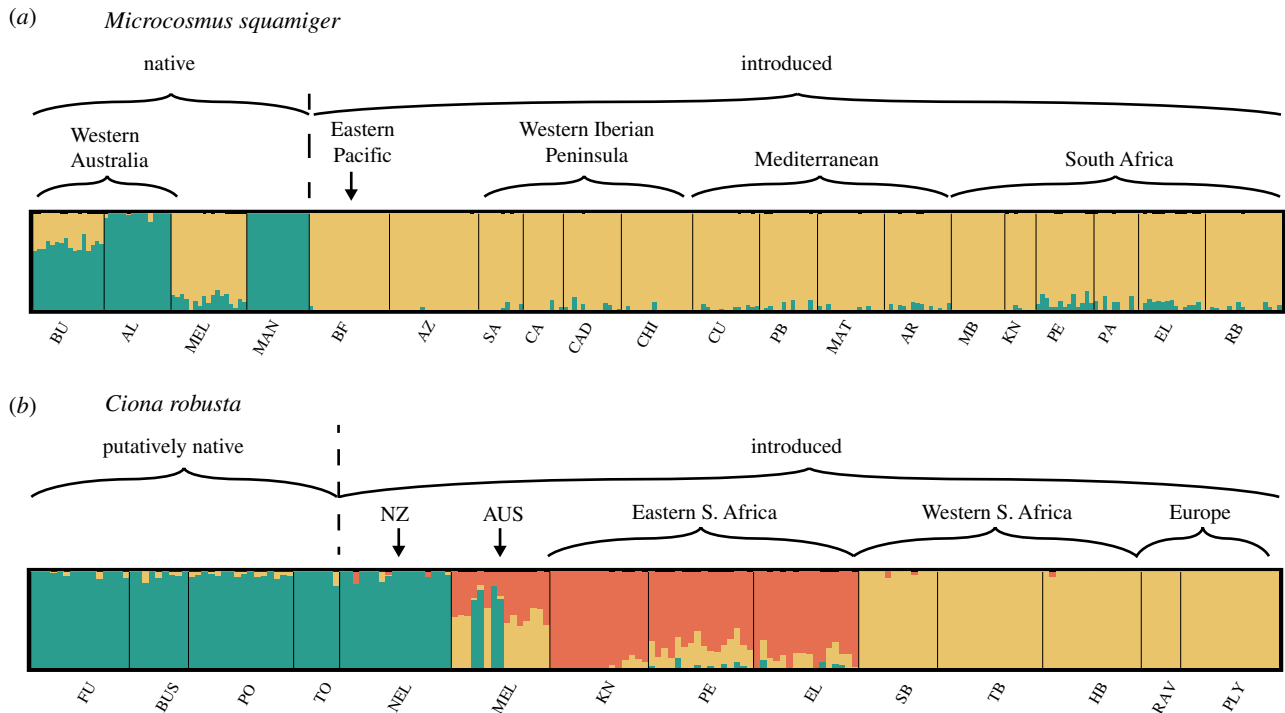 (a) Microcosmus squamiger
native introduced
Western Australia Eastern Pacific Western Iberian Peninsula Mediterranean South Africa
BU AL MEL MAN BF AZ SA CA CAD CHI CU PB MAT AR MB KN PE PA EL RB
(b) Ciona robusta
putatively native introduced
NZ AUS Eastern S. Africa Western S. Africa Europe
FU BUS PO TO NEL MEL KN PE EL SB TB HB RAV PLY